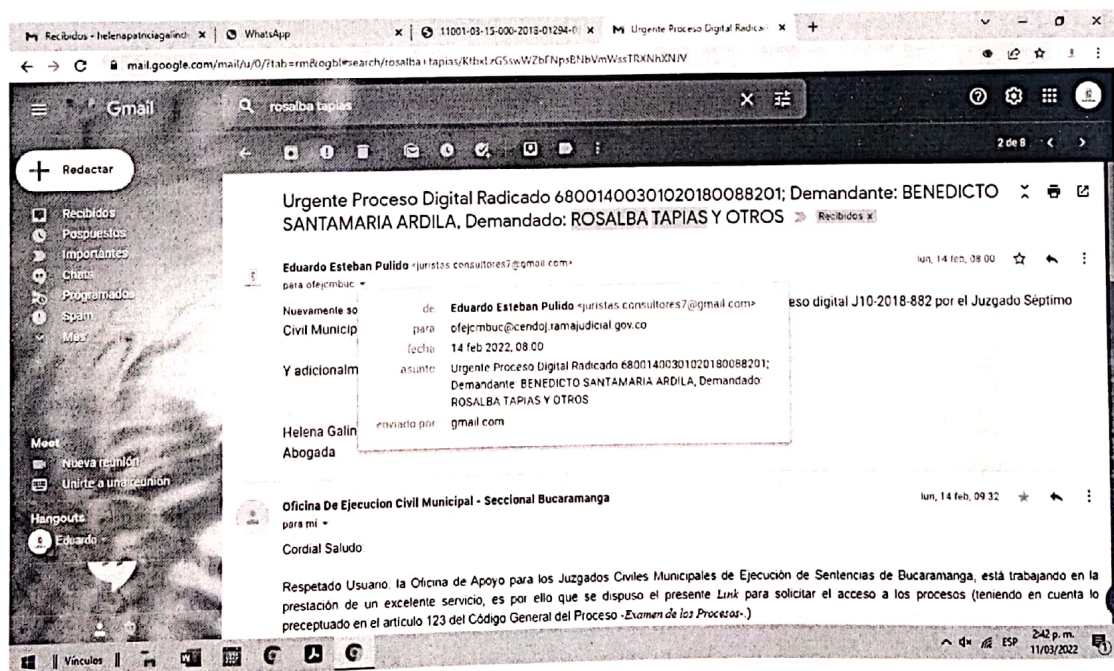 Recibidos - helenapatriciagalind
WhatsApp
11001-03-15-000-2018-01294-0
Urgente Proceso Digital Radica
mail.google.com/mail/u/0/?tab=rm&ogbl#search/rosalba+tapias/
Gmail
rosalba tapias
Redactar
2 de 8
Recibidos
Pospuestos
Importantes
Chats
Programados
Spam
Más
Meet
Nueva reunión
Unirte a una reunión
Hangouts
Eduardo
Urgente Proceso Digital Radicado 68001400301020180088201; Demandante: BENEDICTO
SANTAMARIA ARDILA, Demandado: ROSALBA TAPIAS Y OTROS
Recibidos x
Eduardo Esteban Pulido <juristas.consultores7@gmail.com>
lun, 14 feb, 08:00
para ofejcmbuc
Nuevamente so
eso digital J10-2018-882 por el Juzgado Séptimo
Civil Municip
Y adicionalm
de Eduardo Esteban Pulido <juristas.consultores7@gmail.com>
para ofejcmbuc@cendoj.ramajudicial.gov.co
fecha 14 feb 2022, 08:00
asunto Urgente Proceso Digital Radicado 68001400301020180088201;
Demandante: BENEDICTO SANTAMARIA ARDILA, Demandado:
ROSALBA TAPIAS Y OTROS
enviado por gmail.com
Helena Galin
Abogada
Oficina De Ejecucion Civil Municipal - Seccional Bucaramanga
lun, 14 feb, 09:32
para mí
Cordial Saludo
Respetado Usuario. la Oficina de Apoyo para los Juzgados Civiles Municipales de Ejecución de Sentencias de Bucaramanga, está trabajando en la
prestación de un excelente servicio, es por ello que se dispuso el presente Link para solicitar el acceso a los procesos (teniendo en cuenta lo
preceptuado en el artículo 123 del Código General del Proceso -Examen de los Procesos-.)
Vínculos
ESP
2:42 p. m.
11/03/2022